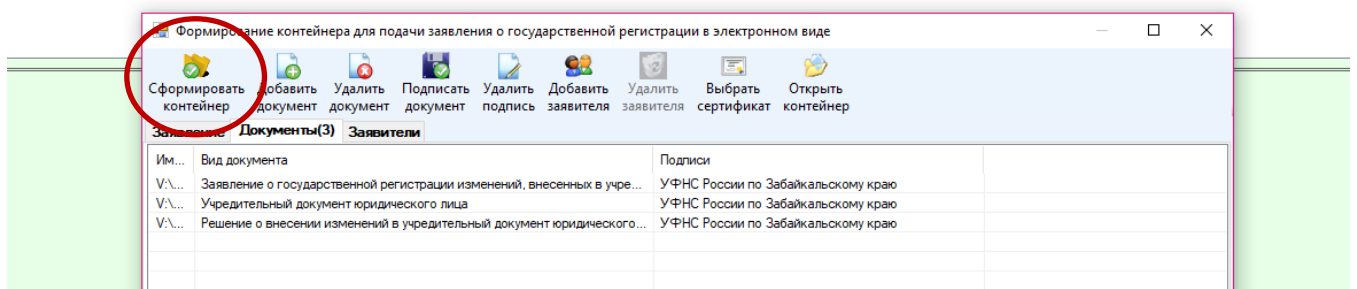 Формирование контейнера для подачи заявления о государственной регистрации в электронном виде
Сформировать Добавить Удалить Подписать Удалить Добавить Удалить Выбрать Открыть
контейнер документ документ документ подпись заявителя заявителя сертификат контейнер
Заявление Документы(3) Заявители
Им... Вид документа Подписи
V:\... Заявление о государственной регистрации изменений, внесенных в учре... УФНС России по Забайкальскому краю
V:\... Учредительный документ юридического лица УФНС России по Забайкальскому краю
V:\... Решение о внесении изменений в учредительный документ юридического... УФНС России по Забайкальскому краю